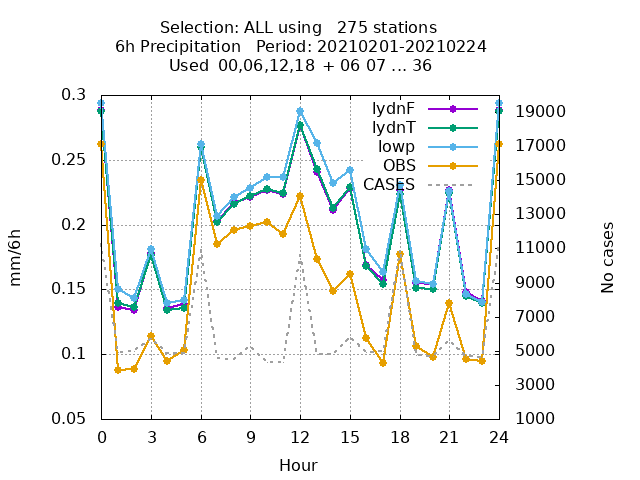 Selection: ALL using   275 stations
6h Precipitation   Period: 20210201-20210224
Used  00,06,12,18  + 06 07 ... 36
lydnF
lydnT
lowp
OBS
CASES
0.3
0.25
0.2
0.15
0.1
0.05
mm/6h
19000
17000
15000
13000
11000
9000
7000
5000
3000
1000
No cases
0 3 6 9 12 15 18 21 24
Hour